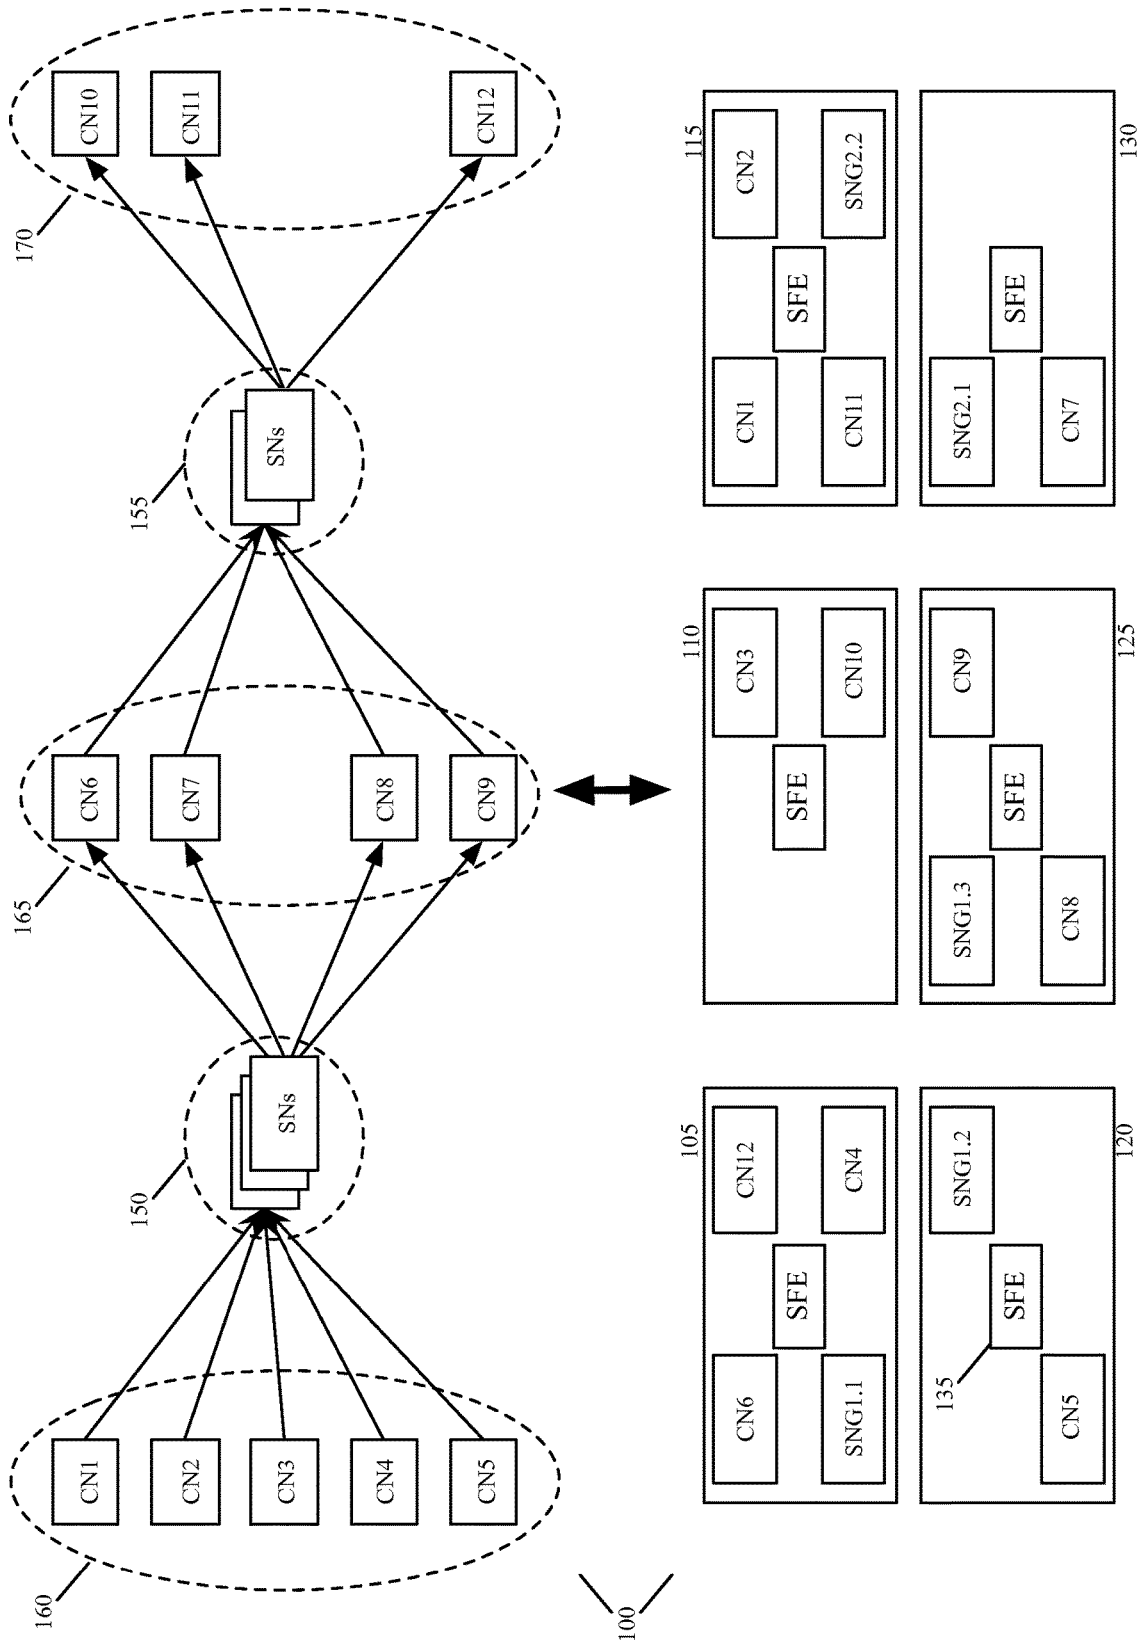 160
CN1
CN2
CN3
CN4
CN5
150
SNs
165
CN6
CN7
CN8
CN9
155
SNs
170
CN10
CN11
CN12
100
105
CN6
CN12
SFE
SNG1.1
CN4
110
CN3
SFE
CN10
115
CN1
CN2
SFE
CN11
SNG2.2
120
SNG1.2
135
SFE
CN5
125
SNG1.3
CN9
SFE
CN8
130
SNG2.1
SFE
CN7